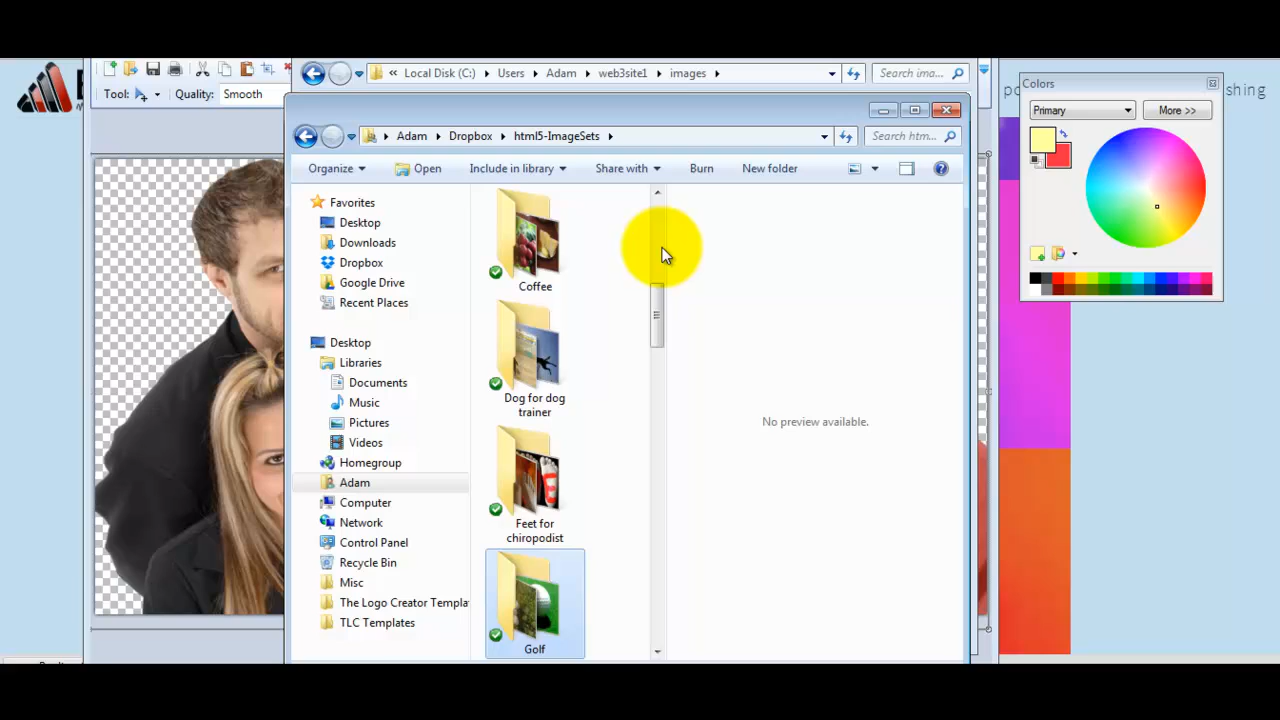 Local Disk (C:) Users Adam web3site1 images Search ima...
Tool: Quality: Smooth
Colors
shing
Primary More >>
Adam Dropbox html5-ImageSets Search htm...
Organize Open Include in library Share with Burn New folder
Favorites
Desktop
Downloads
Dropbox
Google Drive
Recent Places
Desktop
Libraries
Documents
Music
Pictures
Videos
Homegroup
Adam
Computer
Network
Control Panel
Recycle Bin
Misc
The Logo Creator Templa
TLC Templates
Coffee
Dog for dog
trainer
Feet for
chiropodist
Golf
No preview available.